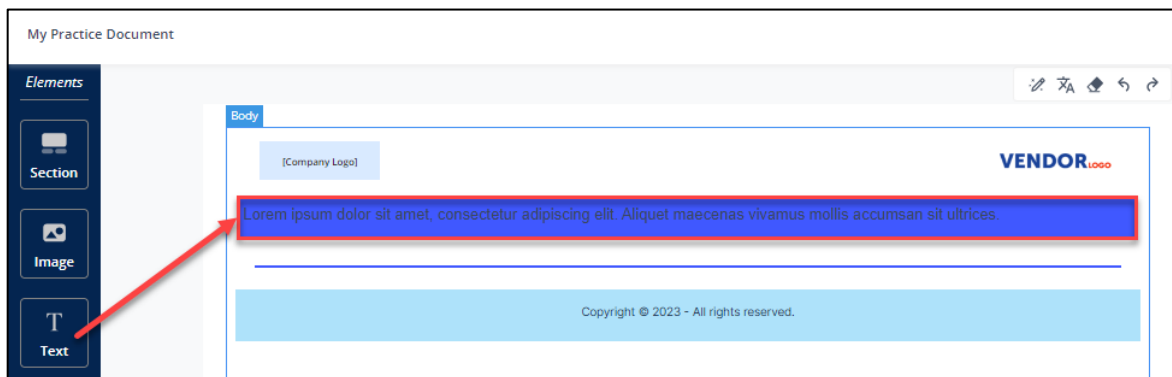 My Practice Document
Elements
Section
Image
T
Text
Body
[Company Logo]
VENDOR LOGO
Lorem ipsum dolor sit amet, consectetur adipiscing elit. Aliquet maecenas vivamus mollis accumsan sit ultrices.
Copyright © 2023 - All rights reserved.